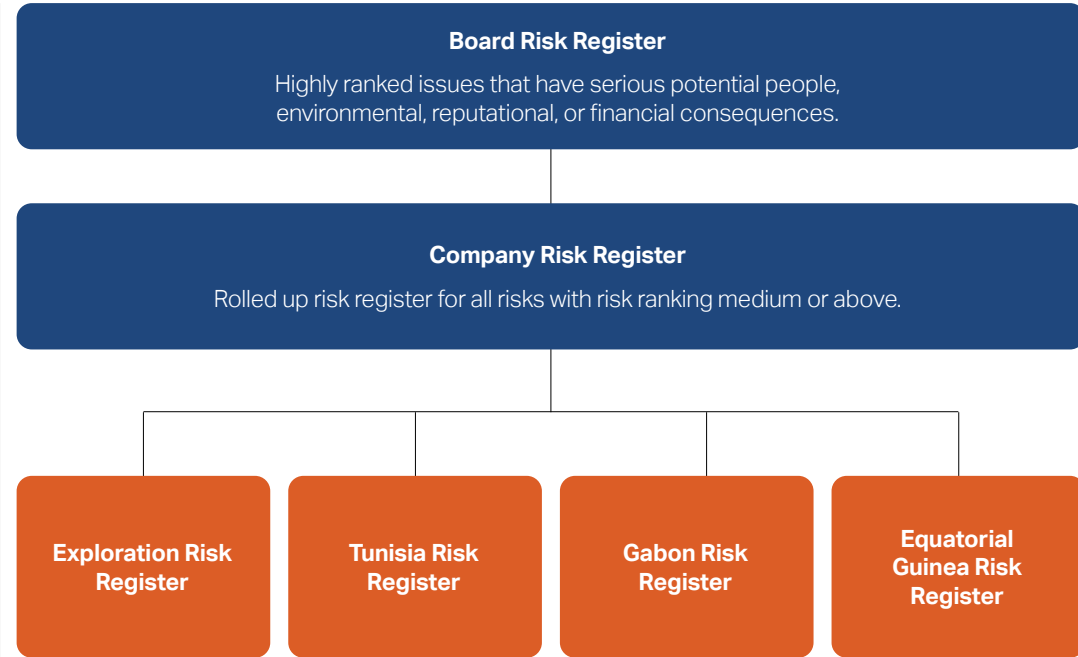 Board Risk Register
Highly ranked issues that have serious potential people,
environmental, reputational, or financial consequences.
Company Risk Register
Rolled up risk register for all risks with risk ranking medium or above.
Exploration Risk
Register
Tunisia Risk
Register
Gabon Risk
Register
Equatorial
Guinea Risk
Register